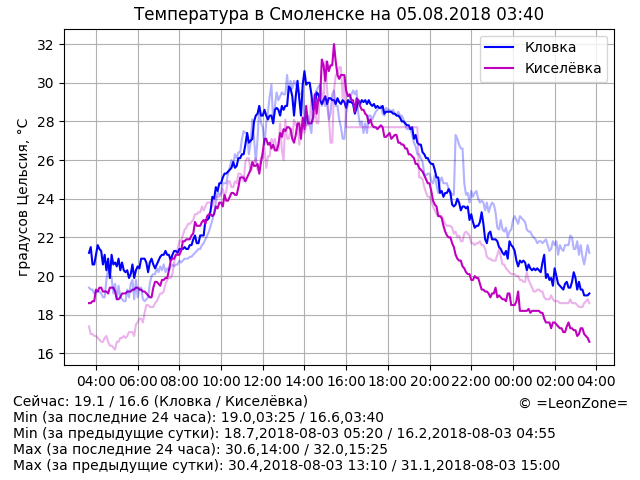 Температура в Смоленске на 05.08.2018 03:40
Кловка
Киселёвка
градусов Цельсия, °C
32
30
28
26
24
22
20
18
16
04:00 06:00 08:00 10:00 12:00 14:00 16:00 18:00 20:00 22:00 00:00 02:00 04:00
Сейчас: 19.1 / 16.6 (Кловка / Киселёвка)
© =LeonZone=
Min (за последние 24 часа): 19.0,03:25 / 16.6,03:40
Min (за предыдущие сутки): 18.7,2018-08-03 05:20 / 16.2,2018-08-03 04:55
Max (за последние 24 часа): 30.6,14:00 / 32.0,15:25
Max (за предыдущие сутки): 30.4,2018-08-03 13:10 / 31.1,2018-08-03 15:00